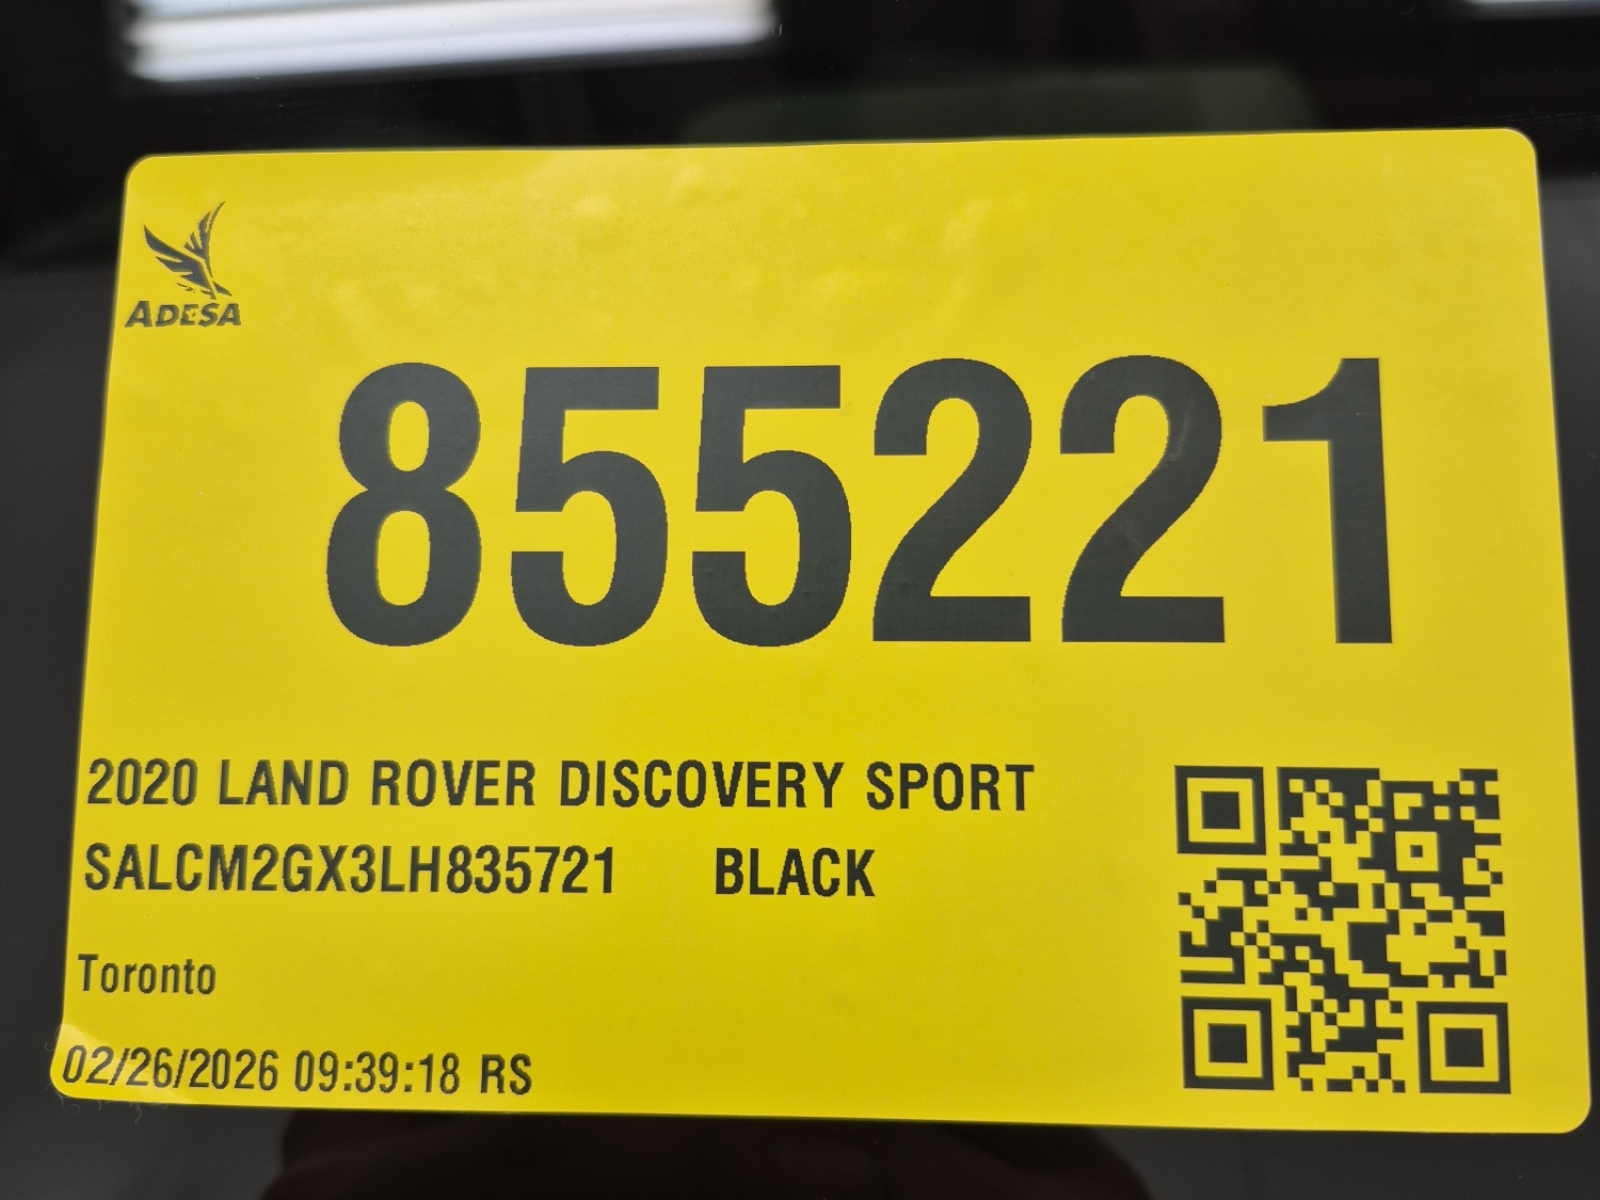 ADESA
855221
2020 LAND ROVER DISCOVERY SPORT
SALCM2GX3LH835721 BLACK
Toronto
02/26/2026 09:39:18 RS